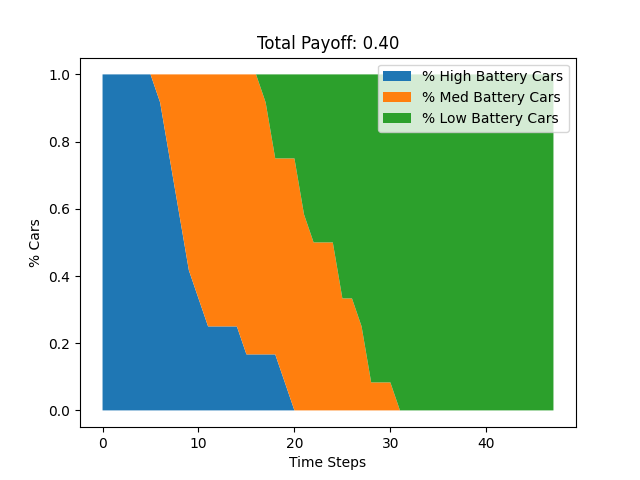 Total Payoff: 0.40
% High Battery Cars
% Med Battery Cars
% Low Battery Cars
1.0
0.8
0.6
0.4
0.2
0.0
% Cars
0 10 20 30 40
Time Steps